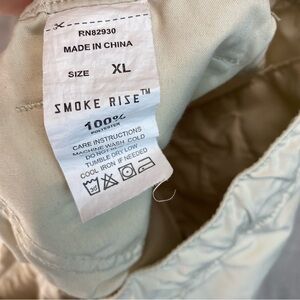 RN82930
MADE IN CHINA
SIZE XL
SMOKE RISE™
100%
POLYESTER
CARE INSTRUCTIONS
MACHINE WASH COLD
DO NOT BLEACH
TUMBLE DRY LOW
COOL IRON IF NEEDED